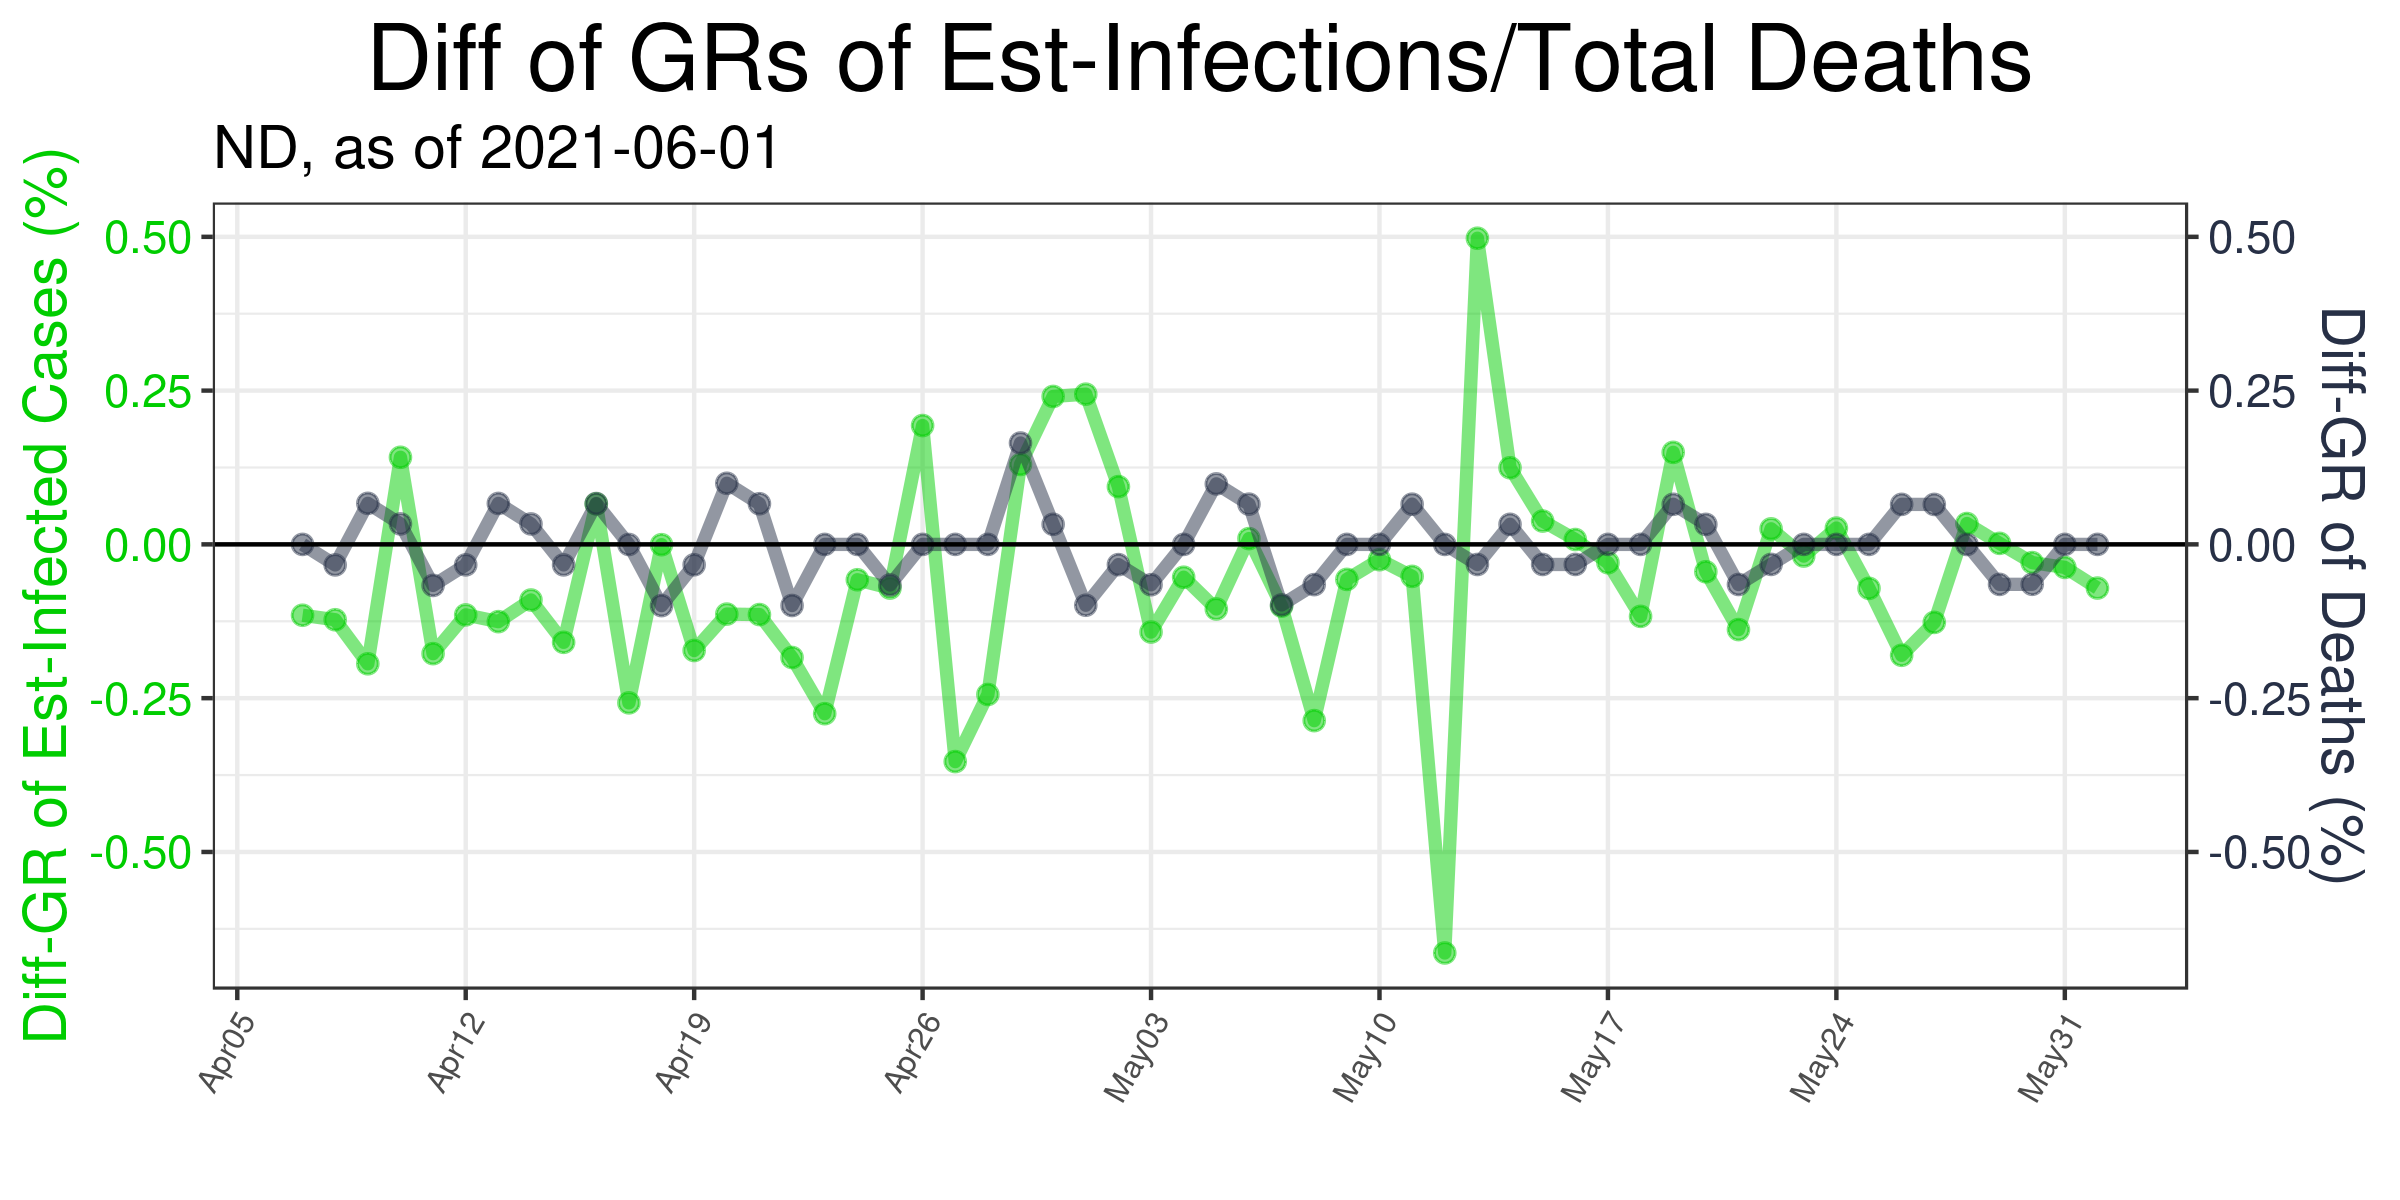 Diff of GRs of Est-Infections/Total Deaths
ND, as of 2021-06-01
Diff-GR of Est-Infected Cases (%)
0.50
0.25
0.00
-0.25
-0.50
0.50
0.25
0.00
-0.25
-0.50
Diff-GR of Deaths (%)
Apr05
Apr12
Apr19
Apr26
May03
May10
May17
May24
May31